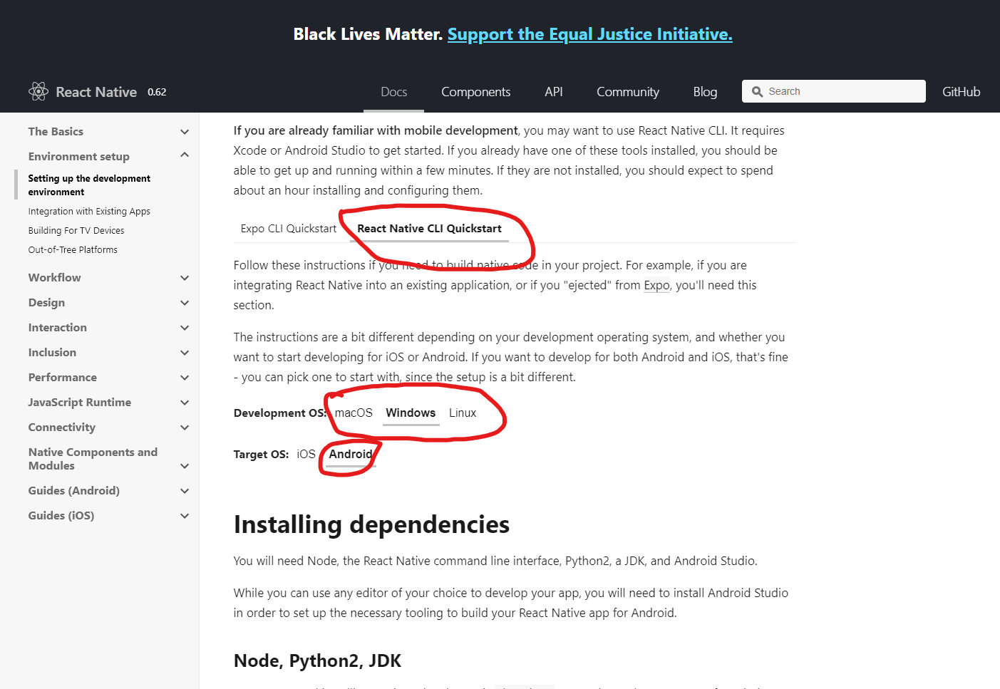 Black Lives Matter. Support the Equal Justice Initiative.
React Native 0.62 Docs Components API Community Blog Search GitHub
The Basics
Environment setup
Setting up the development
environment
Integration with Existing Apps
Building For TV Devices
Out-of-Tree Platforms
Workflow
Design
Interaction
Inclusion
Performance
JavaScript Runtime
Connectivity
Native Components and
Modules
Guides (Android)
Guides (iOS)
If you are already familiar with mobile development, you may want to use React Native CLI. It requires
Xcode or Android Studio to get started. If you already have one of these tools installed, you should be
able to get up and running within a few minutes. If they are not installed, you should expect to spend
about an hour installing and configuring them.
Expo CLI Quickstart React Native CLI Quickstart
Follow these instructions if you need to build native code in your project. For example, if you are
integrating React Native into an existing application, or if you "ejected" from Expo, you'll need this
section.
The instructions are a bit different depending on your development operating system, and whether you
want to start developing for iOS or Android. If you want to develop for both Android and iOS, that's fine
- you can pick one to start with, since the setup is a bit different.
Development OS: macOS Windows Linux
Target OS: iOS Android
Installing dependencies
You will need Node, the React Native command line interface, Python2, a JDK, and Android Studio.
While you can use any editor of your choice to develop your app, you will need to install Android Studio
in order to set up the necessary tooling to build your React Native app for Android.
Node, Python2, JDK